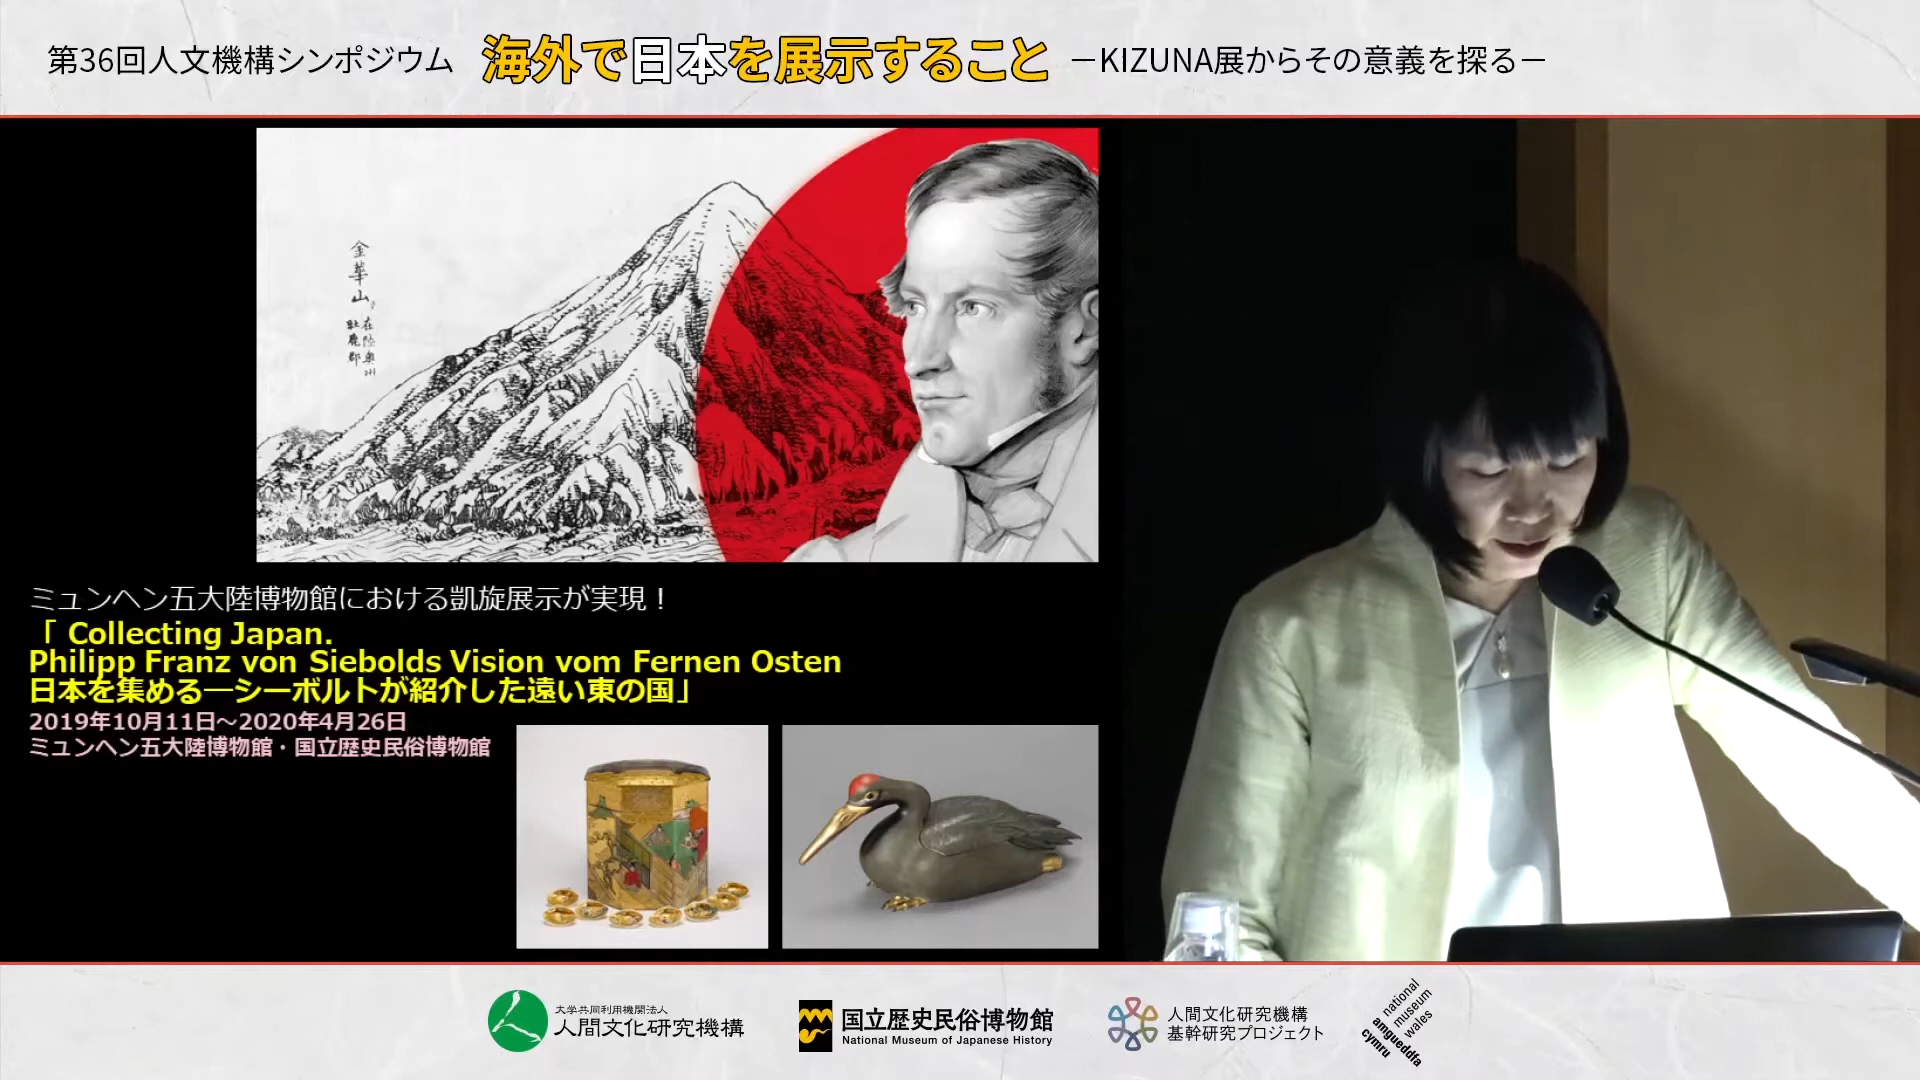 第36回人文機構シンポジウム 海外で日本を展示すること －KIZUNA展からその意義を探る－
金華山
在陸奥州
牡鹿郡
ミュンヘン五大陸博物館における凱旋展示が実現！
「 Collecting Japan.
Philipp Franz von Siebolds Vision vom Fernen Osten
日本を集める―シーボルトが紹介した遠い東の国」
2019年10月11日～2020年4月26日
ミュンヘン五大陸博物館・国立歴史民俗博物館
大学共同利用機関法人
人間文化研究機構
国立歴史民俗博物館
National Museum of Japanese History
人間文化研究機構
基幹研究プロジェクト
national
museum
wales
amgueddfa
cymru